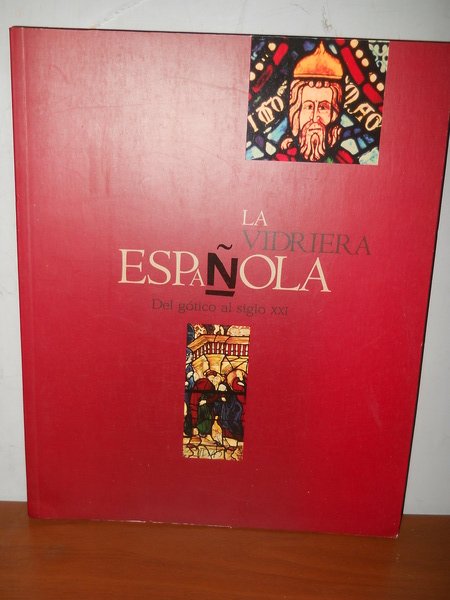 LA
VIDRIERA
ESPAÑOLA
Del gótico al siglo XXI